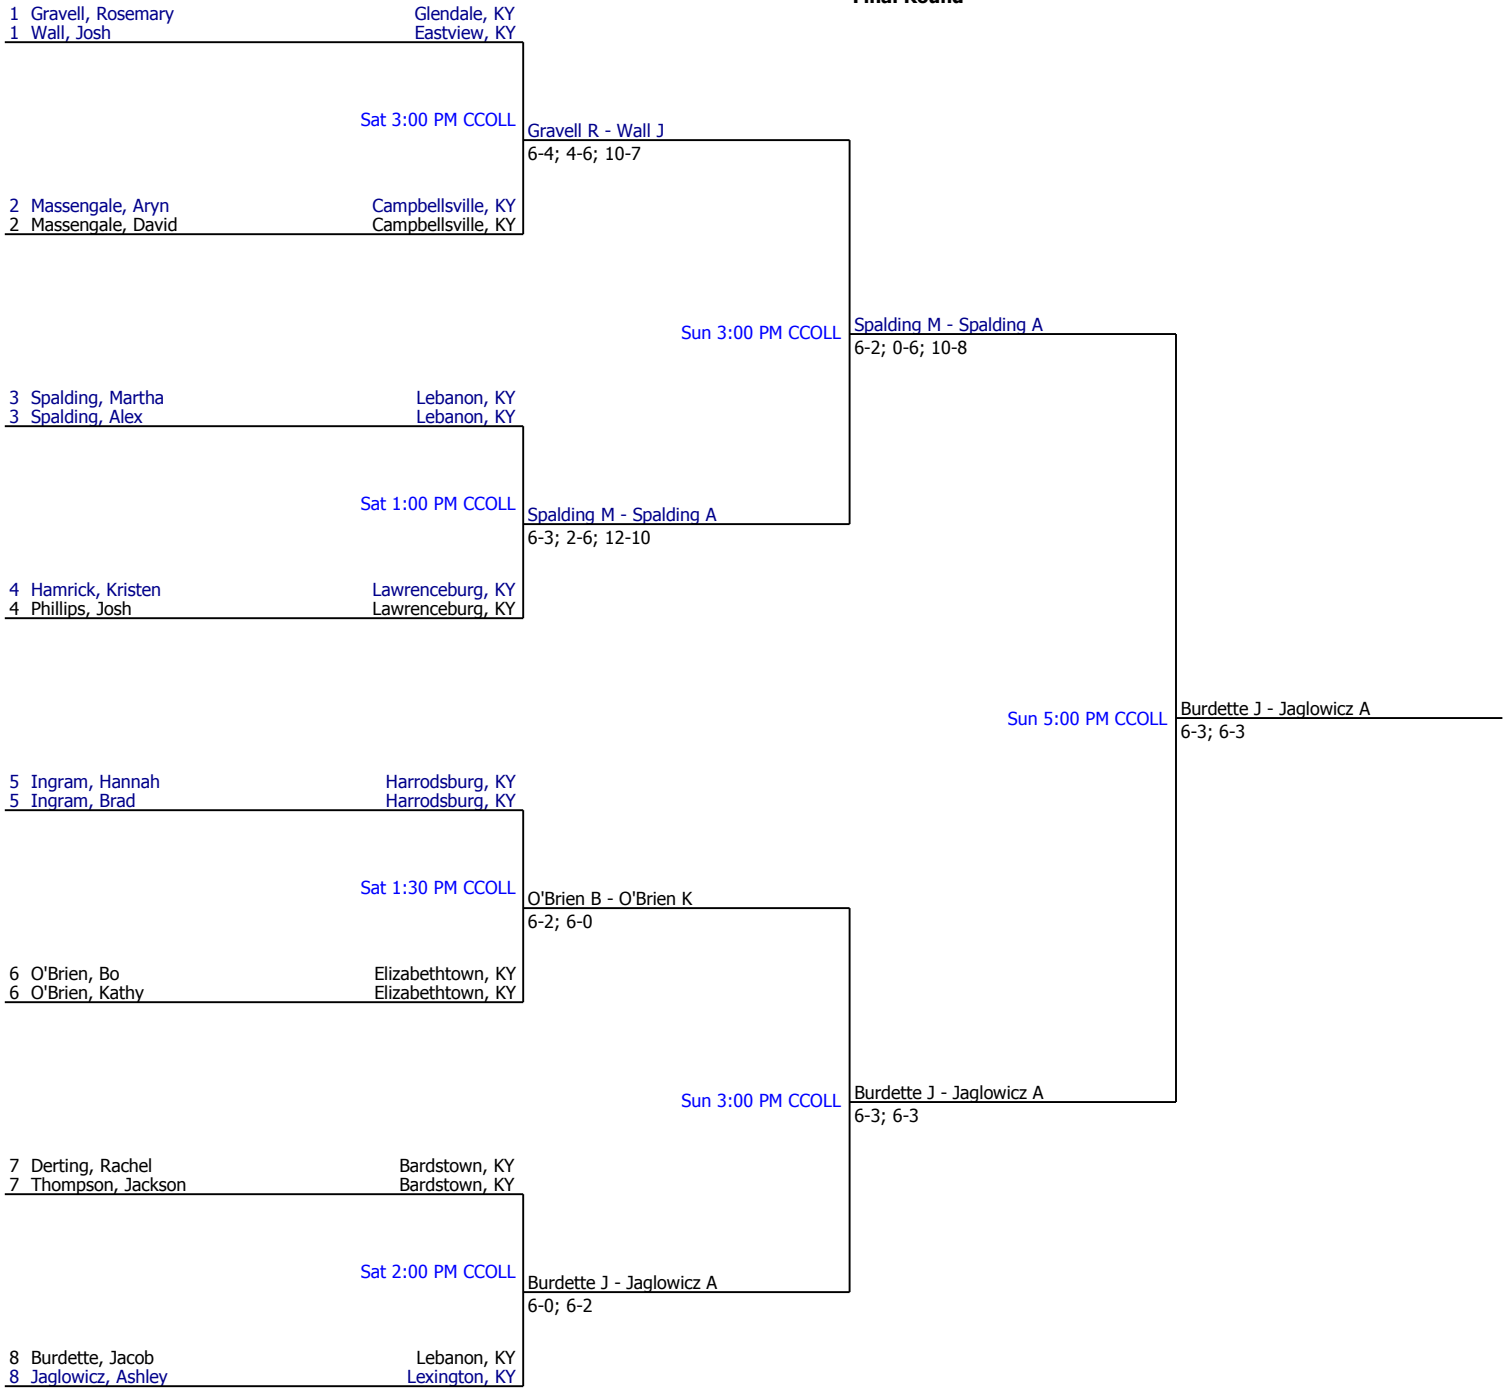 Final Round
1 Gravell, Rosemary Glendale, KY
1 Wall, Josh Eastview, KY
Sat 3:00 PM CCOLL
Gravell R - Wall J
6-4; 4-6; 10-7
2 Massengale, Aryn Campbellsville, KY
2 Massengale, David Campbellsville, KY
Sun 3:00 PM CCOLL
Spalding M - Spalding A
6-2; 0-6; 10-8
3 Spalding, Martha Lebanon, KY
3 Spalding, Alex Lebanon, KY
Sat 1:00 PM CCOLL
Spalding M - Spalding A
6-3; 2-6; 12-10
4 Hamrick, Kristen Lawrenceburg, KY
4 Phillips, Josh Lawrenceburg, KY
Sun 5:00 PM CCOLL
Burdette J - Jaglowicz A
6-3; 6-3
5 Ingram, Hannah Harrodsburg, KY
5 Ingram, Brad Harrodsburg, KY
Sat 1:30 PM CCOLL
O'Brien B - O'Brien K
6-2; 6-0
6 O'Brien, Bo Elizabethtown, KY
6 O'Brien, Kathy Elizabethtown, KY
Sun 3:00 PM CCOLL
Burdette J - Jaglowicz A
6-3; 6-3
7 Derting, Rachel Bardstown, KY
7 Thompson, Jackson Bardstown, KY
Sat 2:00 PM CCOLL
Burdette J - Jaglowicz A
6-0; 6-2
8 Burdette, Jacob Lebanon, KY
8 Jaglowicz, Ashley Lexington, KY